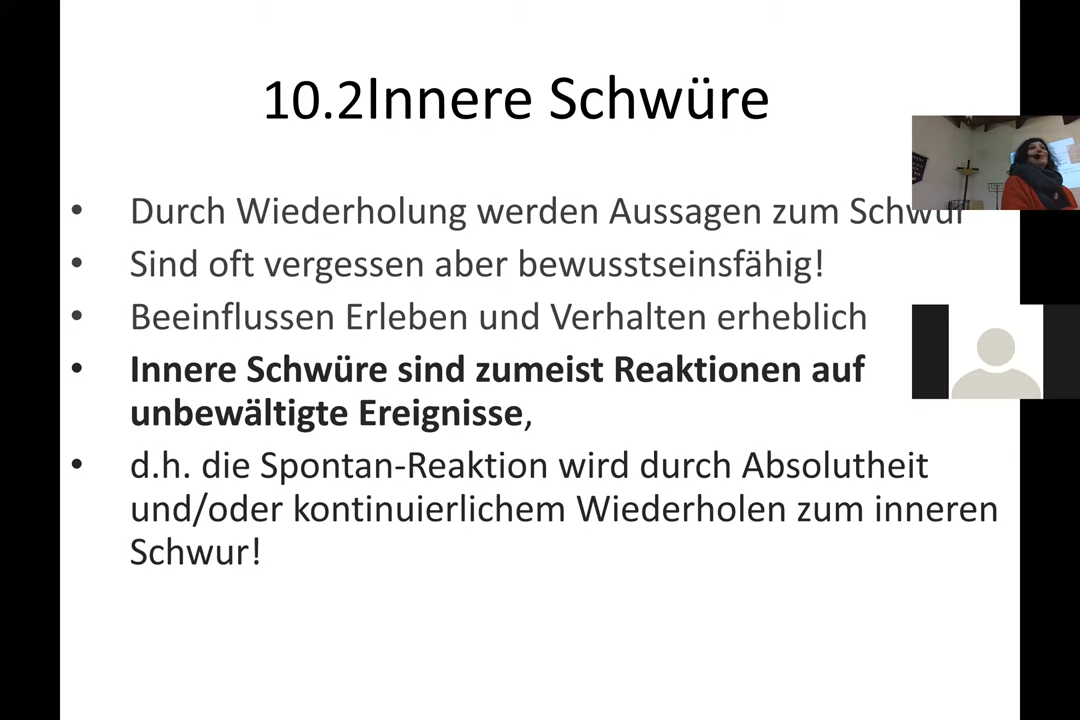 10.2Innere Schwüre
• Durch Wiederholung werden Aussagen zum Schwur
• Sind oft vergessen aber bewusstseinsfähig!
• Beeinflussen Erleben und Verhalten erheblich
• Innere Schwüre sind zumeist Reaktionen auf
unbewältigte Ereignisse,
• d.h. die Spontan-Reaktion wird durch Absolutheit
und/oder kontinuierlichem Wiederholen zum inneren
Schwur!